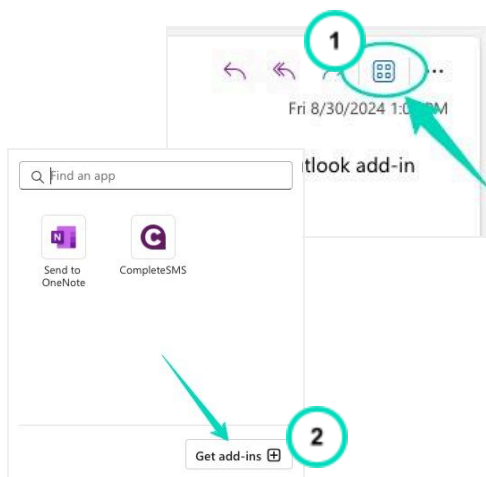 1
Fri 8/30/2024 1:0 PM
tlook add-in
Find an app
N
C
Send to
OneNote
CompleteSMS
Get add-ins
2